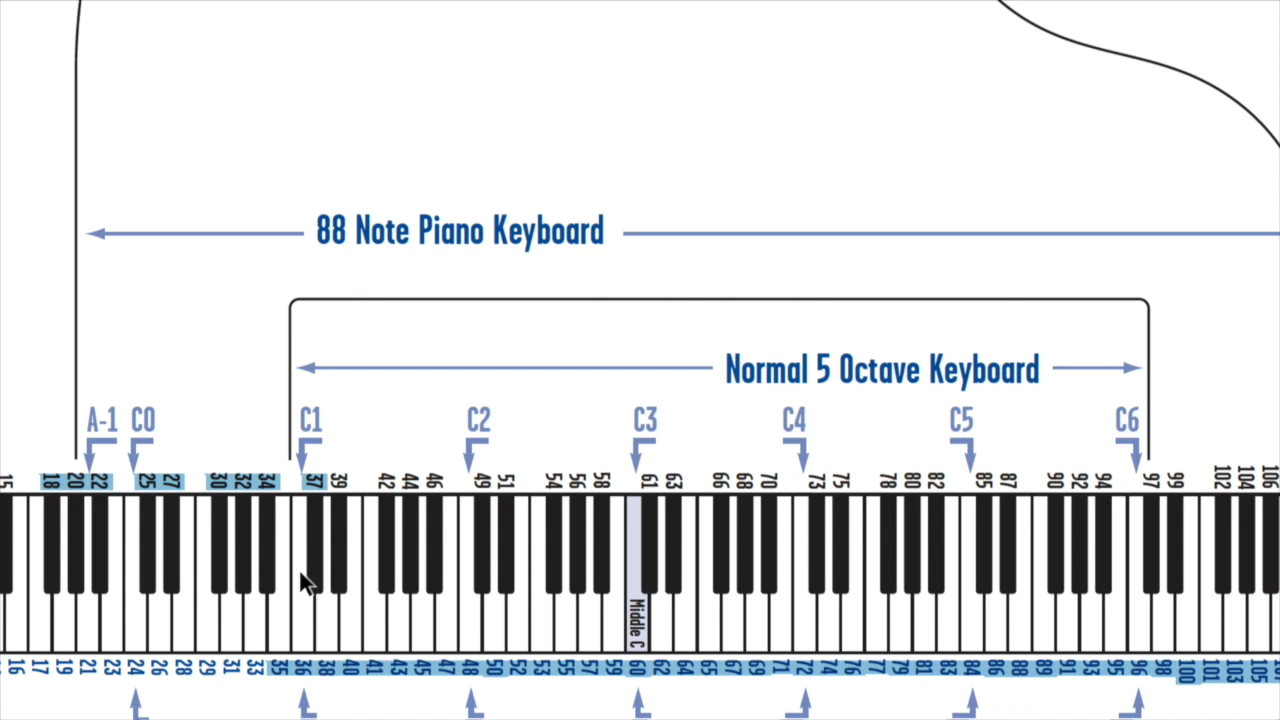 88 Note Piano Keyboard
Normal 5 Octave Keyboard
A-1 C0 C1 C2 C3 C4 C5 C6
15 18 20 22 25 27 30 32 34 37 39 42 44 46 49 51 54 56 58 61 63 66 68 70 73 75 78 80 82 85 87 90 92 94 97 99 102 104 106
Middle C
16 17 19 21 23 24 26 28 29 31 33 35 36 38 40 41 43 45 47 48 50 52 53 55 57 59 60 62 64 65 67 69 71 72 74 76 77 79 81 83 84 86 88 89 91 93 95 96 98 100 101 103 105